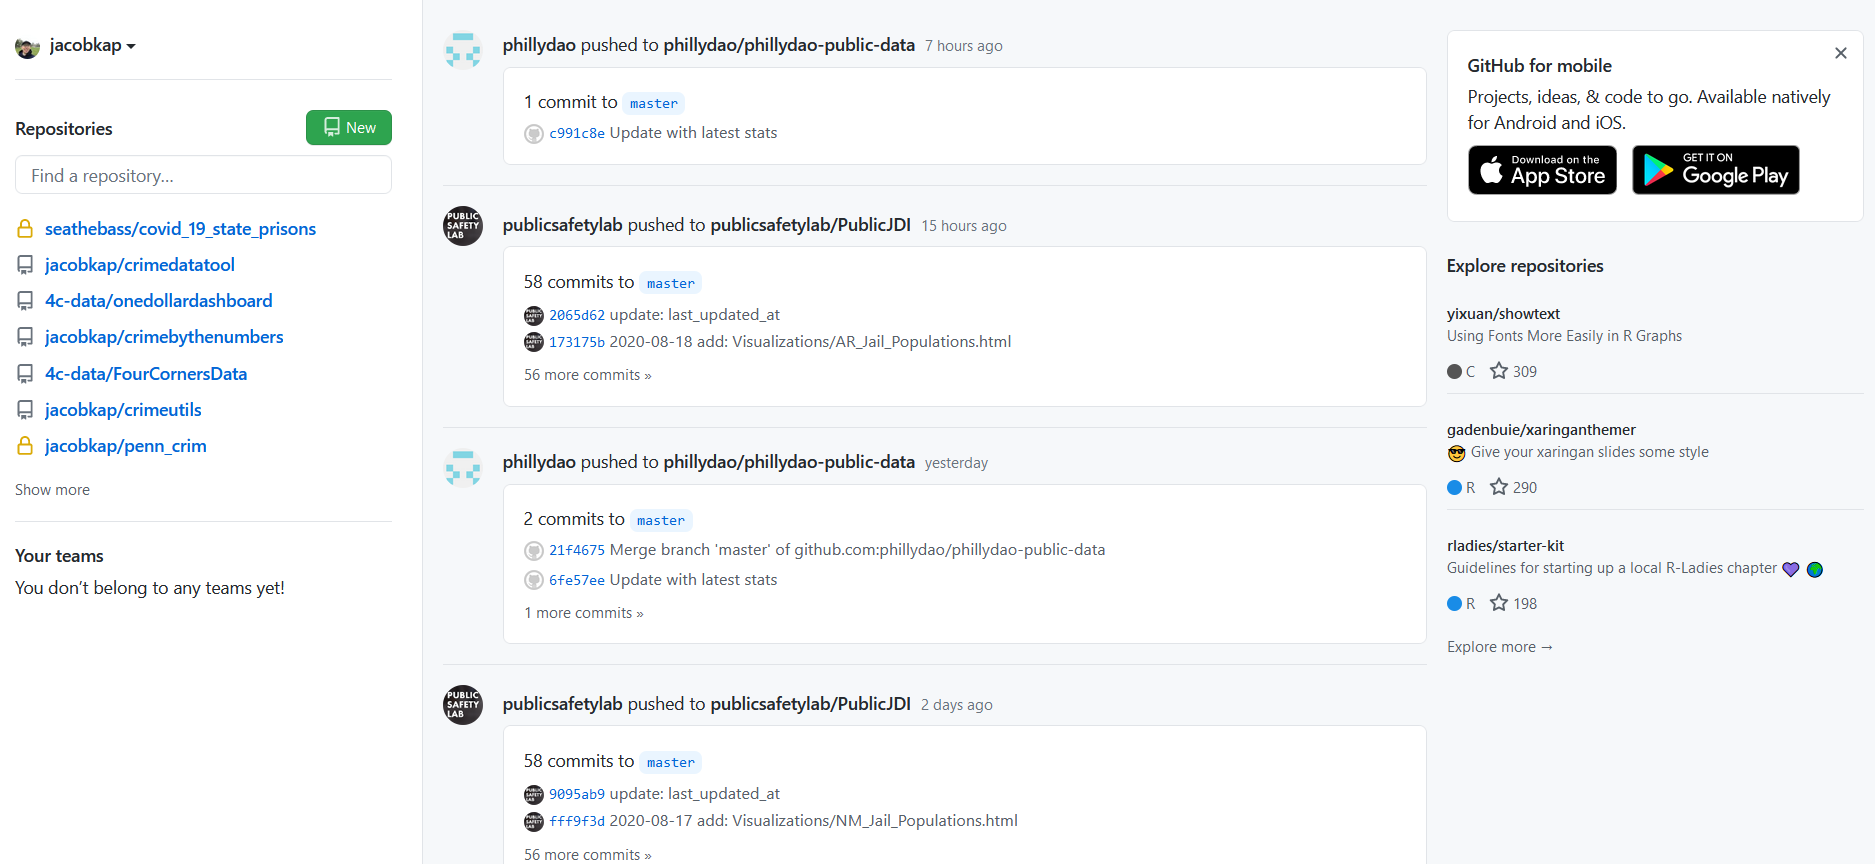 jacobkap
Repositories
New
Find a repository...
seathebass/covid_19_state_prisons
jacobkap/crimedatatool
4c-data/onedollardashboard
jacobkap/crimebythenumbers
4c-data/FourCornersData
jacobkap/crimeutils
jacobkap/penn_crim
Show more
Your teams
You don’t belong to any teams yet!
phillydao pushed to phillydao/phillydao-public-data 7 hours ago
1 commit to master
c991c8e Update with latest stats
PUBLIC
SAFETY
LAB
publicsafetylab pushed to publicsafetylab/PublicJDI 15 hours ago
58 commits to master
2065d62 update: last_updated_at
173175b 2020-08-18 add: Visualizations/AR_Jail_Populations.html
56 more commits »
phillydao pushed to phillydao/phillydao-public-data yesterday
2 commits to master
21f4675 Merge branch 'master' of github.com:phillydao/phillydao-public-data
6fe57ee Update with latest stats
1 more commits »
PUBLIC
SAFETY
LAB
publicsafetylab pushed to publicsafetylab/PublicJDI 2 days ago
58 commits to master
9095ab9 update: last_updated_at
fff9f3d 2020-08-17 add: Visualizations/NM_Jail_Populations.html
56 more commits »
GitHub for mobile
Projects, ideas, & code to go. Available natively
for Android and iOS.
Download on the
App Store
GET IT ON
Google Play
Explore repositories
yixuan/showtext
Using Fonts More Easily in R Graphs
C 309
gadenbuie/xaringanthemer
😎 Give your xaringan slides some style
R 290
rladies/starter-kit
Guidelines for starting up a local R-Ladies chapter 💜 🌍
R 198
Explore more →